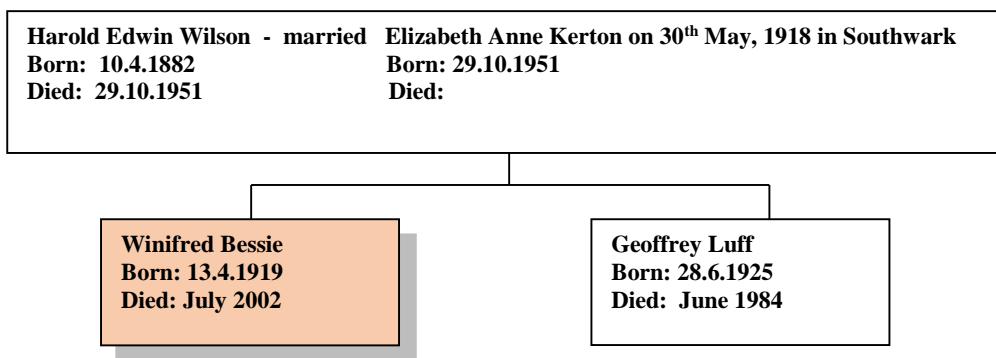 Harold Edwin Wilson - married Elizabeth Anne Kerton on 30th May, 1918 in Southwark
Born: 10.4.1882 Born: 29.10.1951
Died: 29.10.1951 Died:
Winifred Bessie
Born: 13.4.1919
Died: July 2002
Geoffrey Luff
Born: 28.6.1925
Died: June 1984